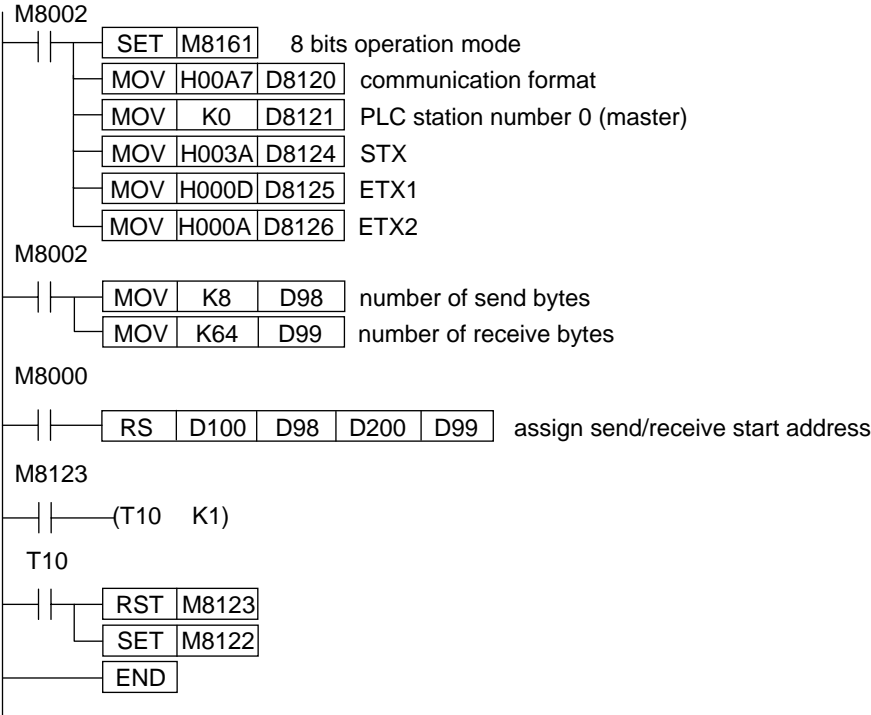 M8002
SET M8161 8 bits operation mode
MOV H00A7 D8120 communication format
MOV K0 D8121 PLC station number 0 (master)
MOV H003A D8124 STX
MOV H000D D8125 ETX1
MOV H000A D8126 ETX2
M8002
MOV K8 D98 number of send bytes
MOV K64 D99 number of receive bytes
M8000
RS D100 D98 D200 D99 assign send/receive start address
M8123
(T10 K1)
T10
RST M8123
SET M8122
END